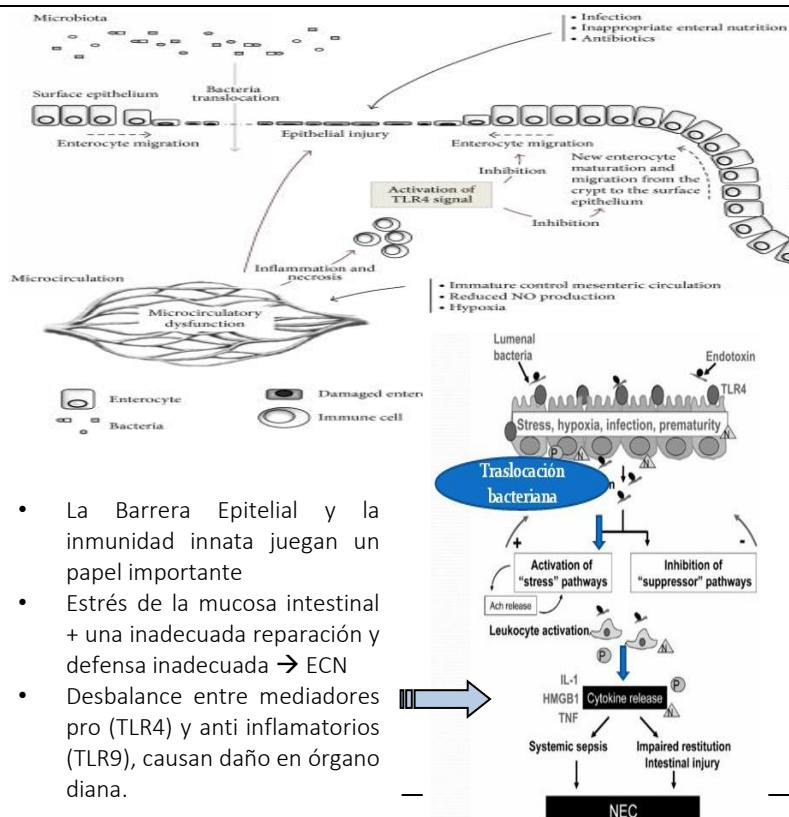 Microbiota
• Infection
• Inappropriate enteral nutrition
• Antibiotics
Surface epithelium
Bacteria
translocation
Enterocyte migration
Epithelial injury
Enterocyte migration
Inhibition
New enterocyte
maturation and
migration from the
crypt to the surface
epithelium
Activation of
TLR4 signal
Inhibition
Inflammation and
necrosis
Microcirculation
Microcirculatory
dysfunction
• Immature control mesenteric circulation
• Reduced NO production
• Hypoxia
Enterocyte
Damaged enter
Bacteria
Immune cell
Lumenal
bacteria
Endotoxin
TLR4
Stress, hypoxia, infection, prematurity
N
P
N
Traslocación
bacteriana
n
+
-
Activation of
"stress" pathways
Inhibition of
"suppressor" pathways
Ach release
Leukocyte activation
N
P
IL-1
HMGB1
TNF
Cytokine release
P
N
Systemic sepsis
Impaired restitution
Intestinal injury
NEC
• La Barrera Epitelial y la
inmunidad innata juegan un
papel importante
• Estrés de la mucosa intestinal
+ una inadecuada reparación y
defensa inadecuada → ECN
• Desbalance entre mediadores
pro (TLR4) y anti inflamatorios
(TLR9), causan daño en órgano
diana.